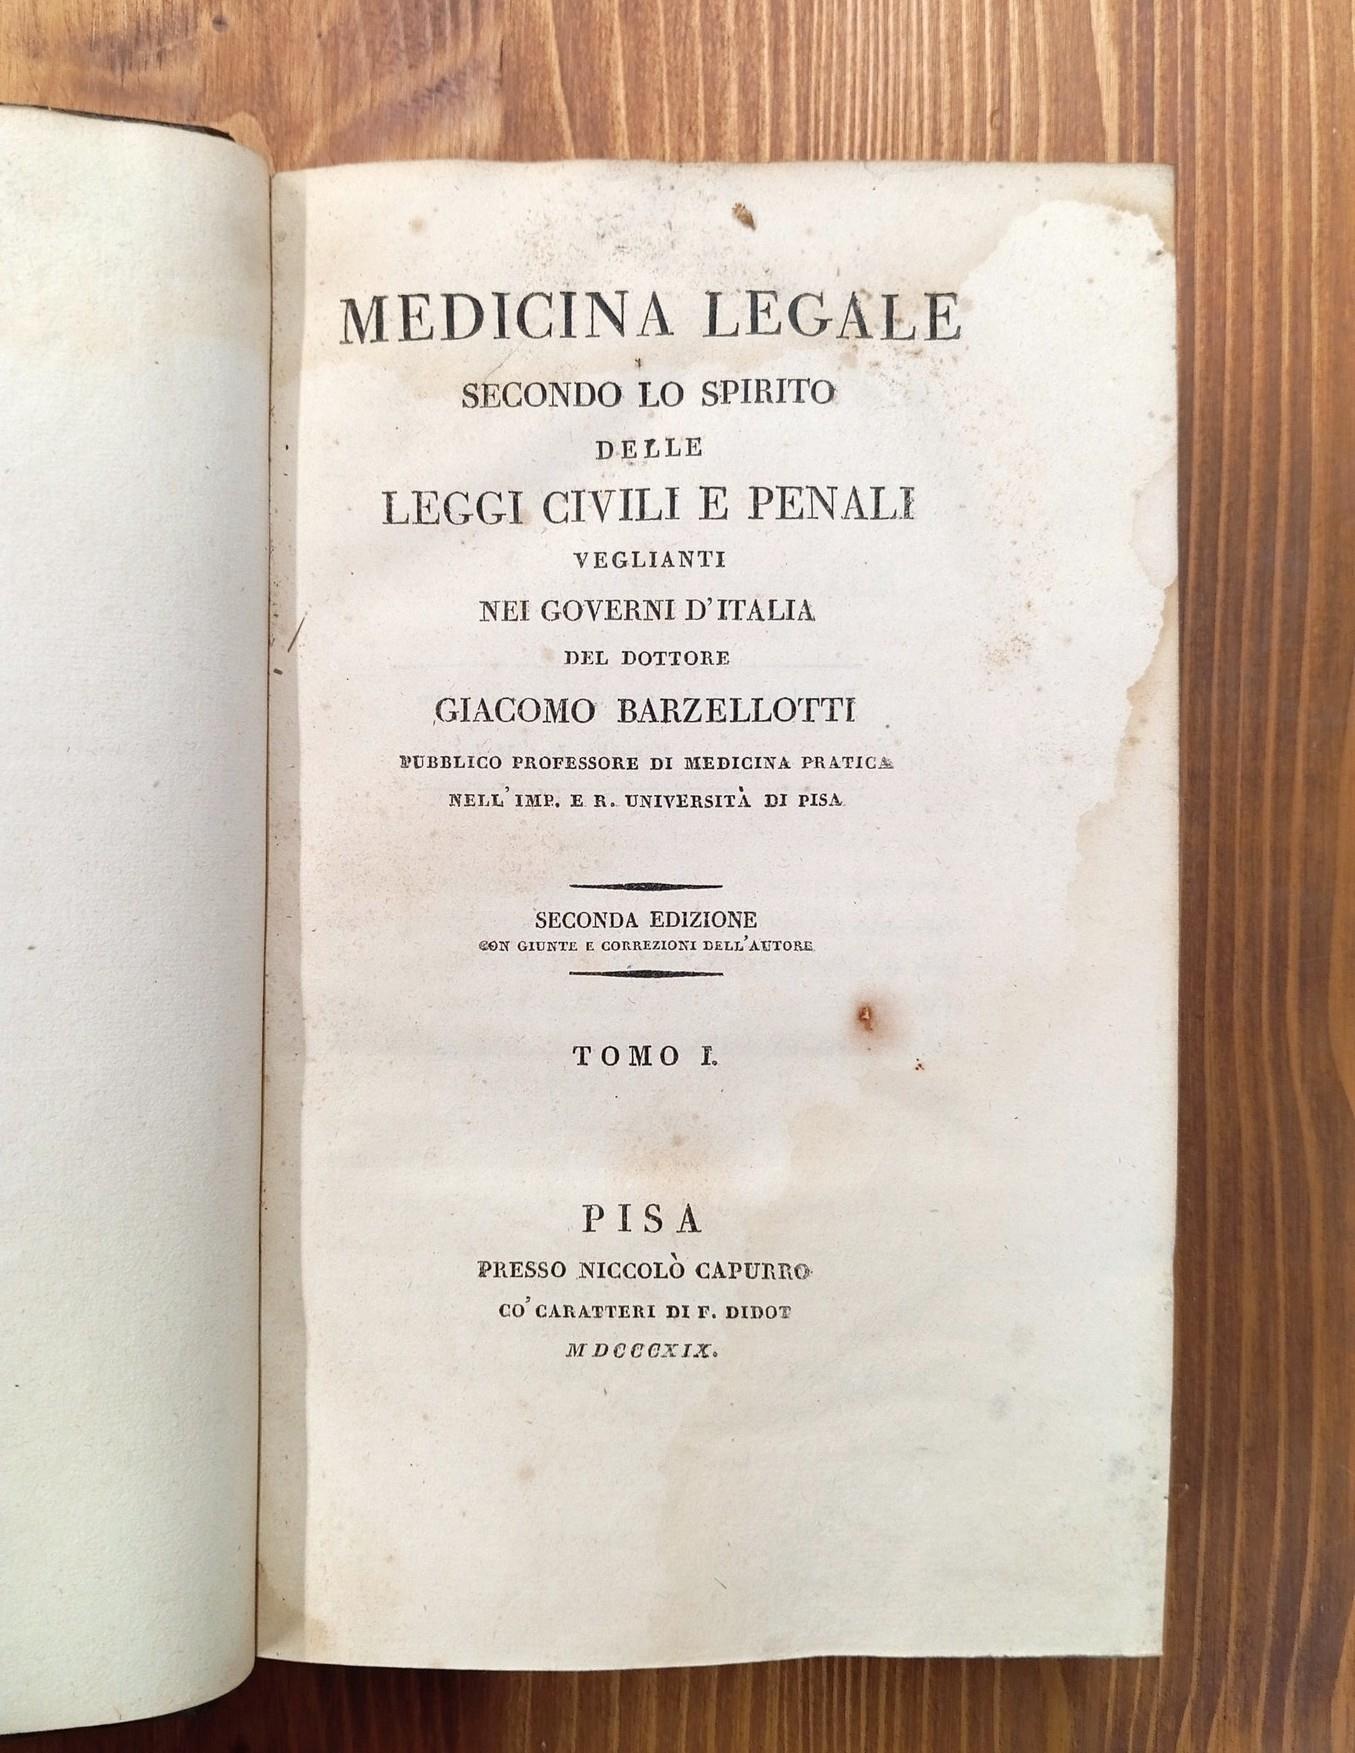 MEDICINA LEGALE
SECONDO LO SPIRITO
DELLE
LEGGI CIVILI E PENALI
VEGLIANTI
NEI GOVERNI D'ITALIA
DEL DOTTORE
GIACOMO BARZELLOTTI
PUBBLICO PROFESSORE DI MEDICINA PRATICA
NELL'IMP. E R. UNIVERSITÀ DI PISA
SECONDA EDIZIONE
CON GIUNTE E CORREZIONI DELL'AUTORE
TOMO I.
PISA
PRESSO NICCOLÒ CAPURRO
CO' CARATTERI DI F. DIDOT
MDCCCXIX.